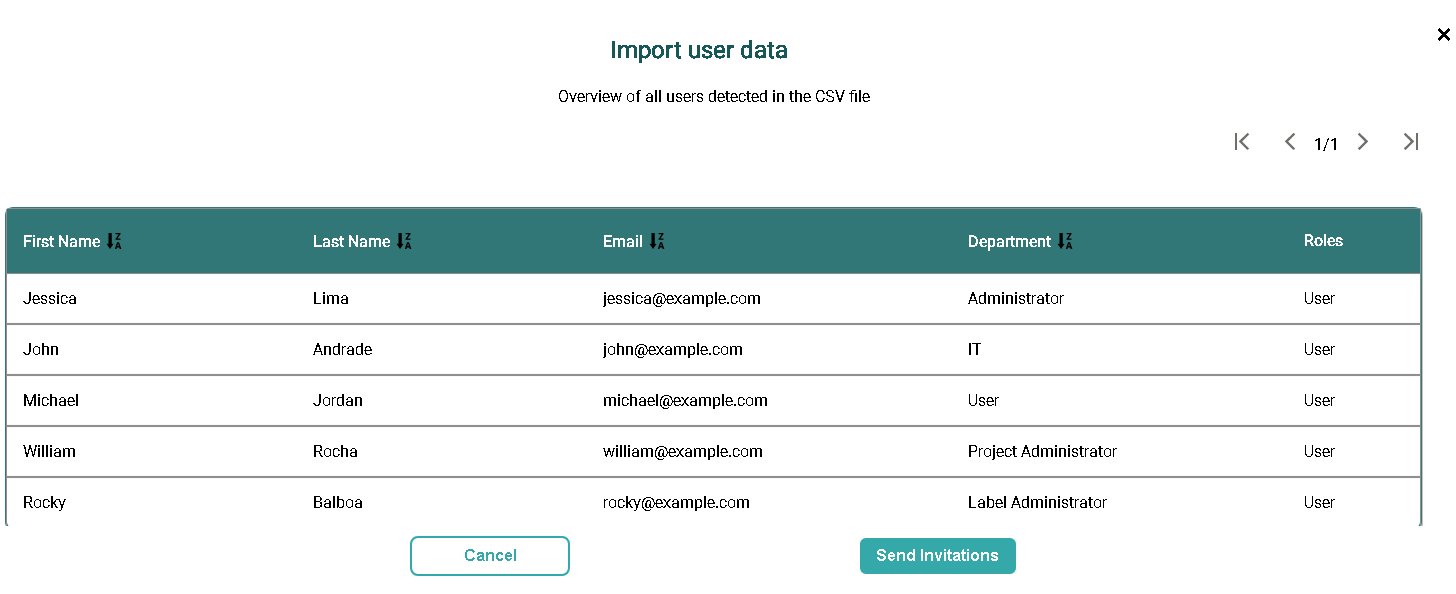 Import user data
Overview of all users detected in the CSV file
1/1
First Name Last Name Email Department Roles
Jessica Lima jessica@example.com Administrator User
John Andrade john@example.com IT User
Michael Jordan michael@example.com User User
William Rocha william@example.com Project Administrator User
Rocky Balboa rocky@example.com Label Administrator User
Cancel Send Invitations